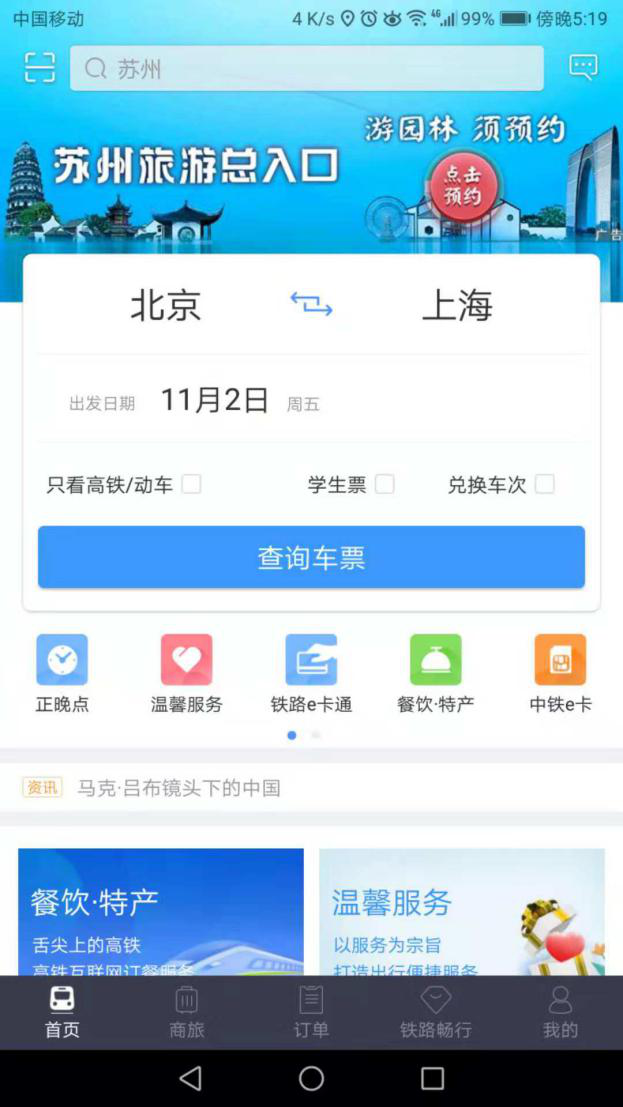 中国移动
4 K/s 4G 99% 傍晚5:19
苏州
游园林 须预约
苏州旅游总入口
点击
预约
广告
北京
上海
出发日期 11月2日 周五
只看高铁/动车
学生票
兑换车次
查询车票
正晚点
温馨服务
铁路e卡通
餐饮·特产
中铁e卡
资讯 马克·吕布镜头下的中国
餐饮·特产
舌尖上的高铁
高铁互联网订餐服务
温馨服务
以服务为宗旨
打造出行便捷服务
首页
商旅
订单
铁路畅行
我的